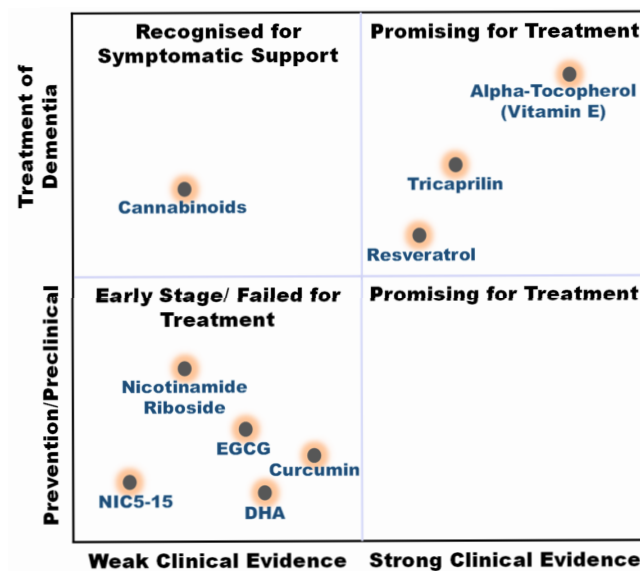 Recognised for
Symptomatic Support
Promising for Treatment
Alpha-Tocopherol
(Vitamin E)
Treatment of
Dementia
Tricaprilin
Cannabinoids
Resveratrol
Early Stage/ Failed for
Treatment
Promising for Treatment
Prevention/Preclinical
Nicotinamide
Riboside
EGCG
Curcumin
NIC5-15
DHA
Weak Clinical Evidence
Strong Clinical Evidence